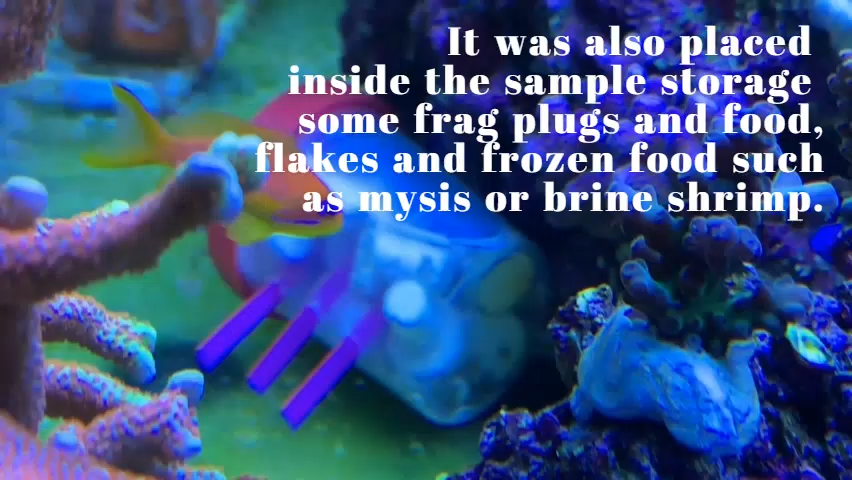 It was also placed
inside the sample storage
some frag plugs and food,
flakes and frozen food such
as mysis or brine shrimp.